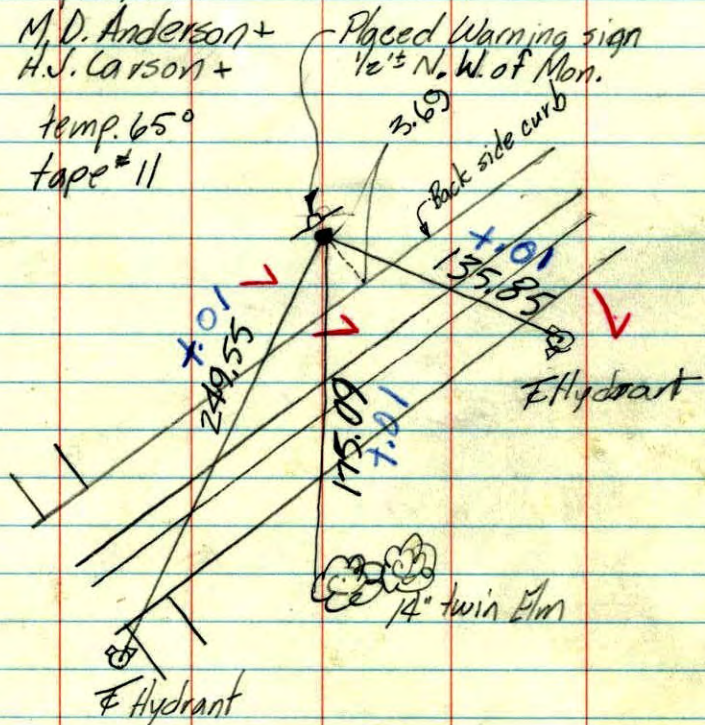 M.D. Anderson +
H.J. Carson +
temp. 65°
tape #11
Placed Warning sign
1/2'± N.W. of Mon.
3.69
Back side curb
+.01
135.85
+.01
249.55
175.09
+.01
℄ Hydrant
14" twin Elm
℄ Hydrant